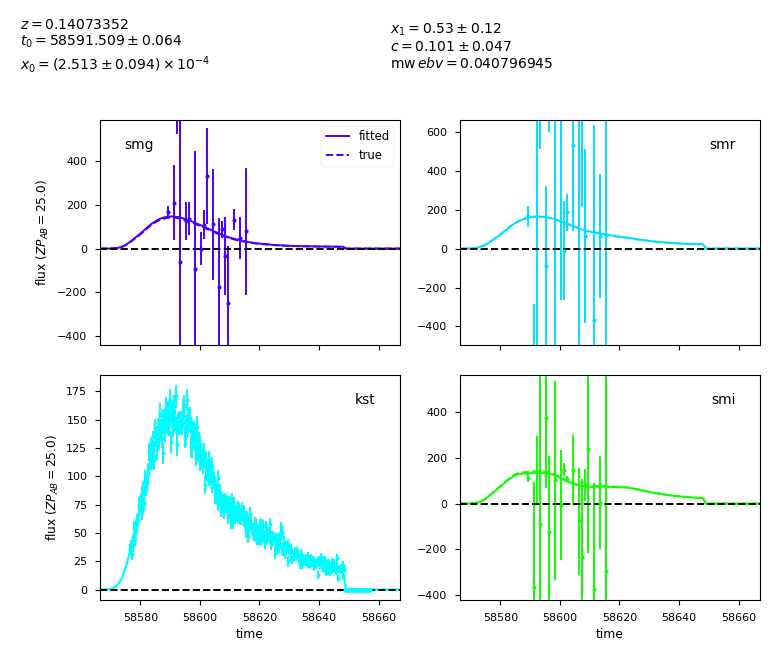 z = 0.14073352
t₀ = 58591.509 ± 0.064
x₀ = (2.513 ± 0.094) × 10⁻⁴
x₁ = 0.53 ± 0.12
c = 0.101 ± 0.047
mw ebv = 0.040796945
smg
fitted
true
400
200
0
−200
−400
flux (ZP_AB = 25.0)
smr
600
400
200
0
−200
−400
kst
175
150
125
100
75
50
25
0
flux (ZP_AB = 25.0)
58580 58600 58620 58640 58660
time
smi
400
200
0
−200
−400
58580 58600 58620 58640 58660
time